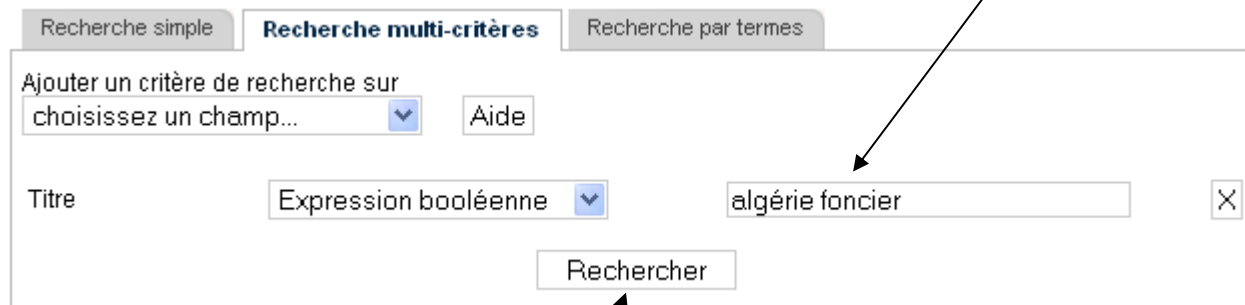 Recherche simple Recherche multi-critères Recherche par termes
Ajouter un critère de recherche sur
choisissez un champ... Aide
Titre Expression booléenne algérie foncier X
Rechercher